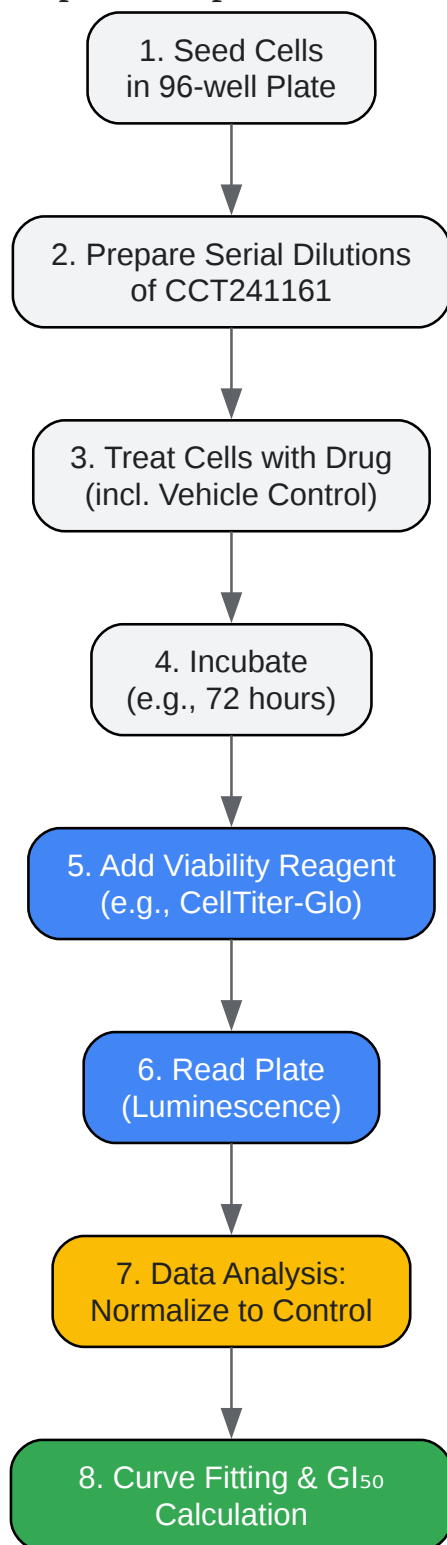 1. Seed Cells
in 96-well Plate
2. Prepare Serial Dilutions
of CCT241161
3. Treat Cells with Drug
(incl. Vehicle Control)
4. Incubate
(e.g., 72 hours)
5. Add Viability Reagent
(e.g., CellTiter-Glo)
6. Read Plate
(Luminescence)
7. Data Analysis:
Normalize to Control
8. Curve Fitting & GI₅₀
Calculation